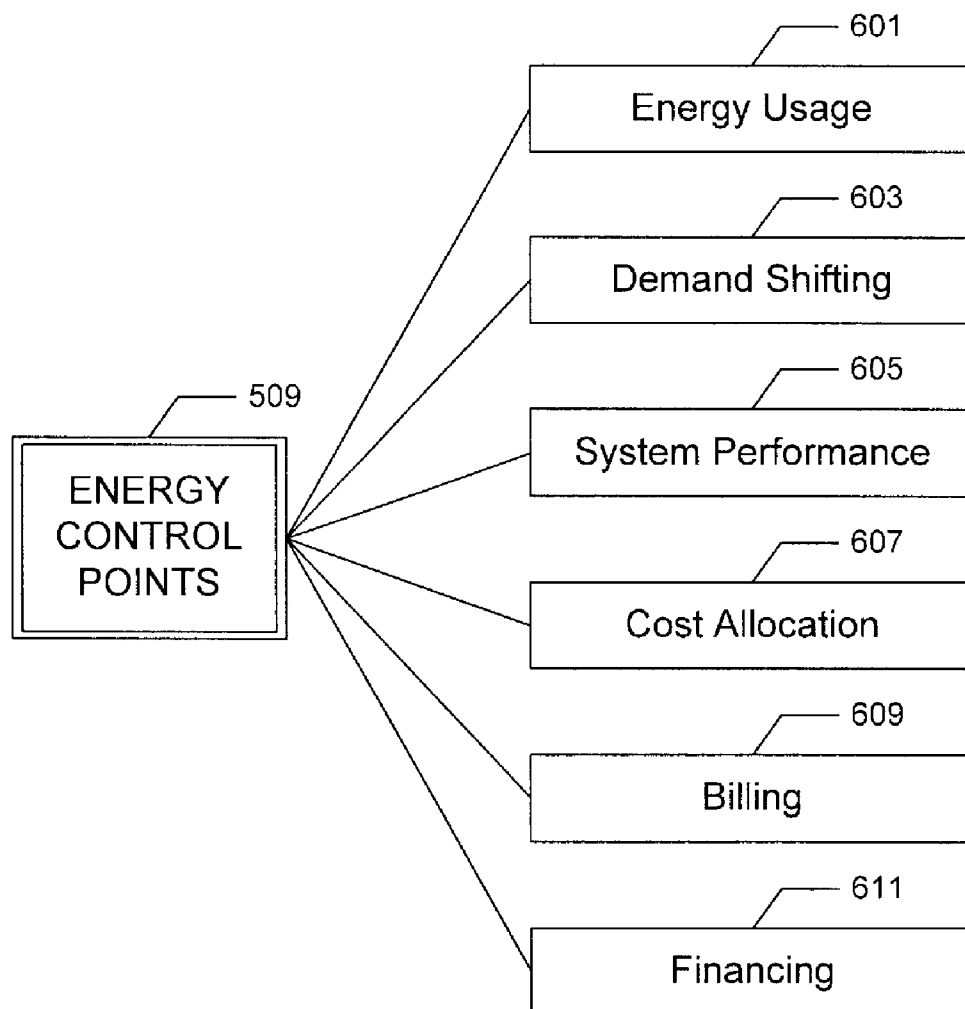 601
Energy Usage
603
Demand Shifting
605
System Performance
509
ENERGY
CONTROL
POINTS
607
Cost Allocation
609
Billing
611
Financing